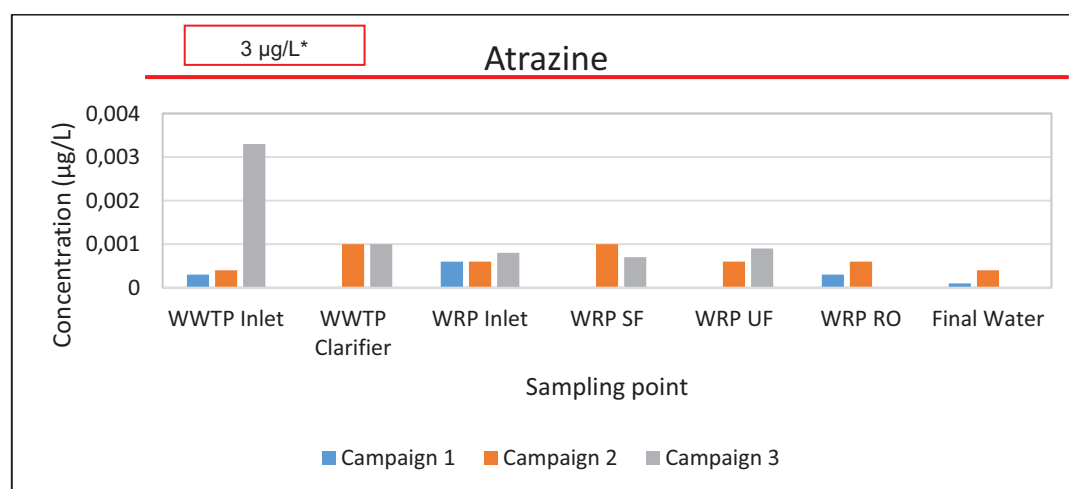 3 µg/L*
Atrazine
Concentration (µg/L)
0,004
0,003
0,002
0,001
0
WWTP Inlet
WWTP
Clarifier
WRP Inlet
WRP SF
WRP UF
WRP RO
Final Water
Sampling point
Campaign 1
Campaign 2
Campaign 3